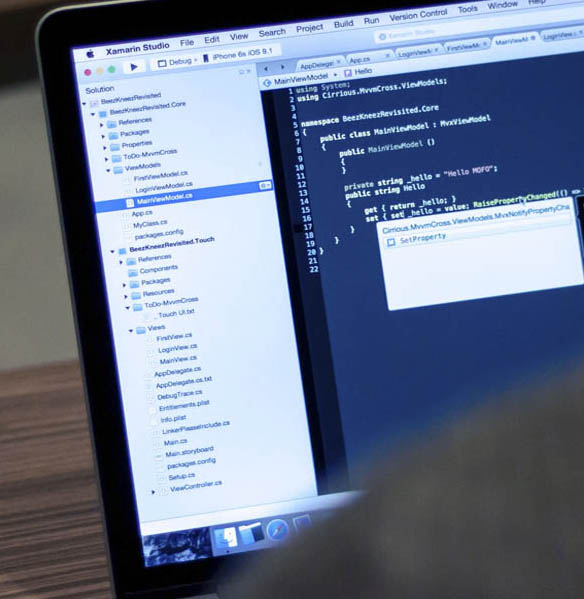 Xamarin Studio File Edit View Search Project Build Run Version Control Tools Window Help
Debug iPhone 6s iOS 9.1
Solution
BeezKneezRevisited
BeezKneezRevisited.Core
References
Packages
Properties
ToDo-MvvmCross
ViewModels
FirstViewModel.cs
LoginViewModel.cs
MainViewModel.cs
App.cs
MyClass.cs
packages.config
BeezKneezRevisited.Touch
References
Components
Packages
Resources
ToDo-MvvmCross
_ Touch UI.txt
Views
FirstView.cs
LoginView.cs
MainView.cs
AppDelegate.cs
AppDelegate.cs.txt
DebugTrace.cs
Entitlements.plist
Info.plist
LinkerPleaseInclude.cs
Main.cs
Main.storyboard
packages.config
Setup.cs
ViewController.cs
AppDelegat App.cs LoginViewM FirstViewM MainViewM LoginView.c
MainViewModel Hello
1 using System;
2 using Cirrious.MvvmCross.ViewModels;
5 namespace BeezKneezRevisited.Core
6 {
7 public class MainViewModel : MvxViewModel
8 {
9 public MainViewModel ()
10 {
11 }
12
13 private string _hello = "Hello MOFO";
14 public string Hello
15 get { return _hello; }
16 set { set _hello = value; RaisePropertyChanged(() =>
17 }
18 }
20 }
21
22
Cirrious.MvvmCross.ViewModels.MvxNotifyPropertyCha
SetProperty